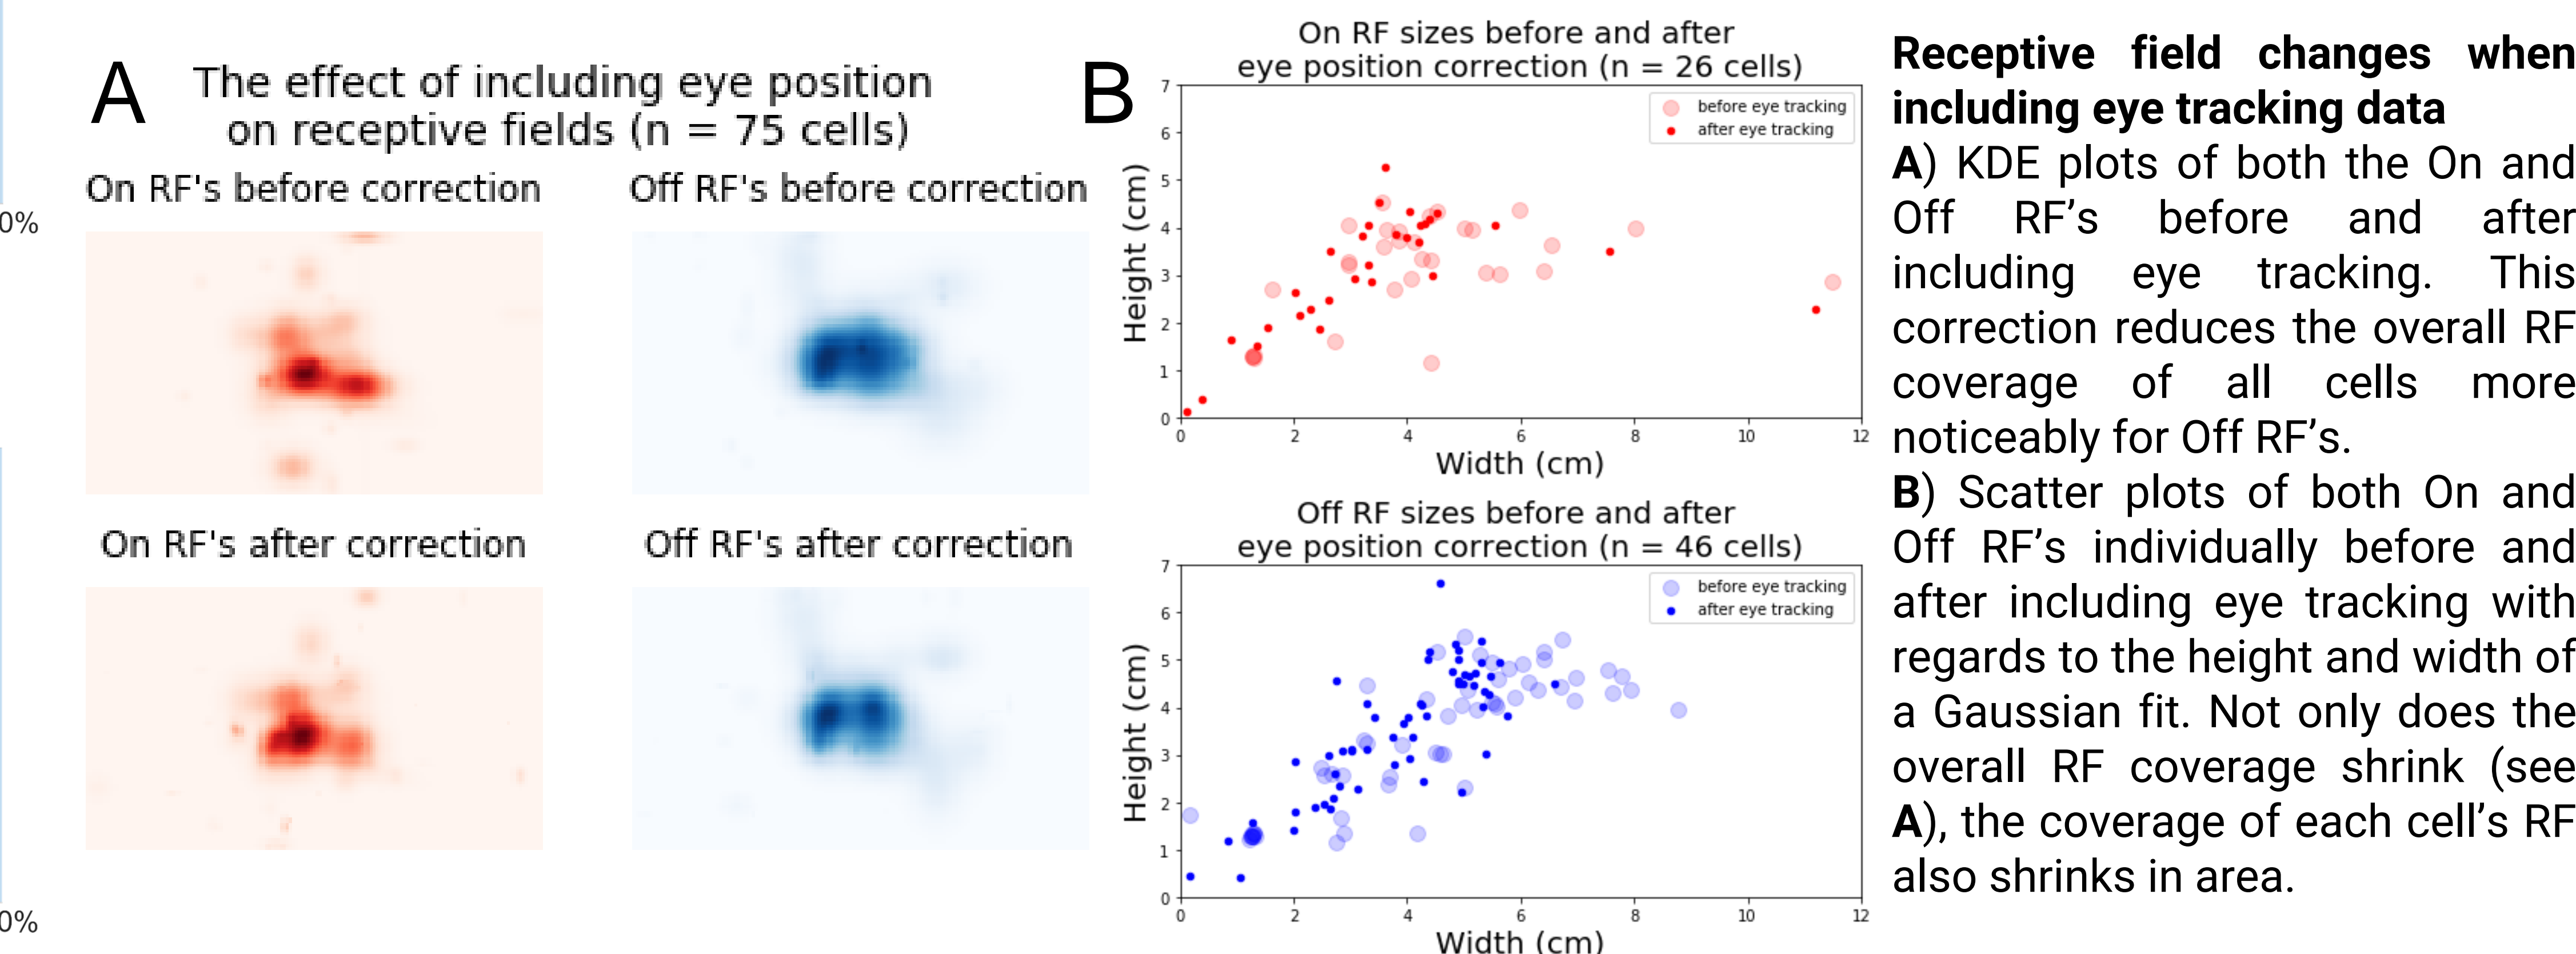 0%
0%
A
The effect of including eye position
on receptive fields (n = 75 cells)
On RF's before correction
Off RF's before correction
On RF's after correction
Off RF's after correction
B
On RF sizes before and after
eye position correction (n = 26 cells)
before eye tracking
after eye tracking
Height (cm)
7
6
5
4
3
2
1
0
0 2 4 6 8 10 12
Width (cm)
Off RF sizes before and after
eye position correction (n = 46 cells)
before eye tracking
after eye tracking
Height (cm)
7
6
5
4
3
2
1
0
0 2 4 6 8 10 12
Width (cm)
Receptive field changes when
including eye tracking data
A) KDE plots of both the On and
Off RF’s before and after
including eye tracking. This
correction reduces the overall RF
coverage of all cells more
noticeably for Off RF’s.
B) Scatter plots of both On and
Off RF’s individually before and
after including eye tracking with
regards to the height and width of
a Gaussian fit. Not only does the
overall RF coverage shrink (see
A), the coverage of each cell’s RF
also shrinks in area.